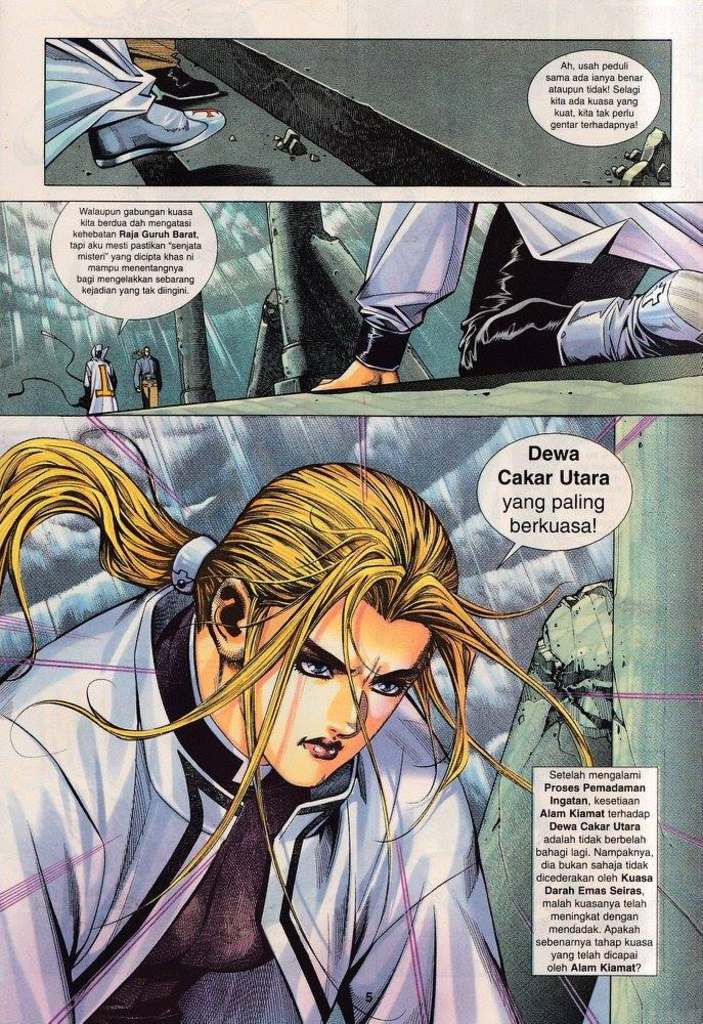 Ah, usah peduli
sama ada ianya benar
ataupun tidak! Selagi
kita ada kuasa yang
kuat, kita tak perlu
gentar terhadapnya!
Walaupun gabungan kuasa
kita berdua dah mengatasi
kehebatan Raja Guruh Barat,
tapi aku mesti pastikan "senjata
misteri" yang dicipta khas ni
mampu menentangnya
bagi mengelakkan sebarang
kejadian yang tak diingini.
1
Dewa
Cakar Utara
yang paling
berkuasa!
Setelah mengalami
Proses Pemadaman
Ingatan, kesetiaan
Alam Kiamat terhadap
Dewa Cakar Utara
adalah tidak berbelah
bahagi lagi. Nampaknya,
dia bukan sahaja tidak
dicederakan oleh Kuasa
Darah Emas Seiras,
malah kuasanya telah
meningkat dengan
mendadak. Apakah
sebenarnya tahap kuasa
yang telah dicapai
oleh Alam Kiamat?
5